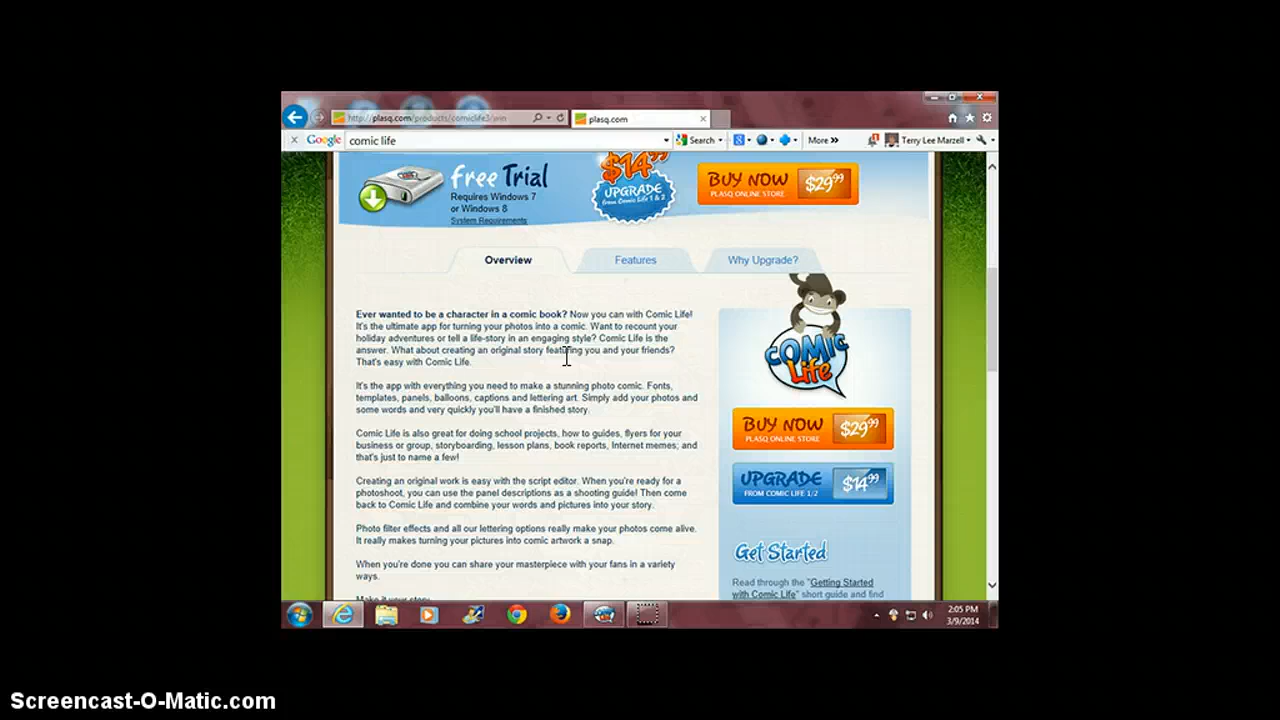 http://plasq.com/products/comiclife3/win
plasq.com
Google
comic life
Search
More »
Terry Lee Marzell
Free Trial
Requires Windows 7
or Windows 8
System Requirements
$14.99
UPGRADE
from Comic Life 1 & 2
BUY NOW
PLASQ ONLINE STORE
$29.99
Overview
Features
Why Upgrade?
Ever wanted to be a character in a comic book? Now you can with Comic Life!
It's the ultimate app for turning your photos into a comic. Want to recount your
holiday adventures or tell a life-story in an engaging style? Comic Life is the
answer. What about creating an original story featuring you and your friends?
That's easy with Comic Life.
It's the app with everything you need to make a stunning photo comic. Fonts,
templates, panels, balloons, captions and lettering art. Simply add your photos and
some words and very quickly you'll have a finished story.
Comic Life is also great for doing school projects, how to guides, flyers for your
business or group, storyboarding, lesson plans, book reports, Internet memes; and
that's just to name a few!
Creating an original work is easy with the script editor. When you're ready for a
photoshoot, you can use the panel descriptions as a shooting guide! Then come
back to Comic Life and combine your words and pictures into your story.
Photo filter effects and all our lettering options really make your photos come alive.
It really makes turning your pictures into comic artwork a snap.
When you're done you can share your masterpiece with your fans in a variety
ways.
Make it your story
COMIC
Life
BUY NOW
PLASQ ONLINE STORE
$29.99
UPGRADE
FROM COMIC LIFE 1/2
$14.99
Get Started
Read through the "Getting Started
with Comic Life" short guide and find
2:05 PM
3/9/2014
Screencast-O-Matic.com